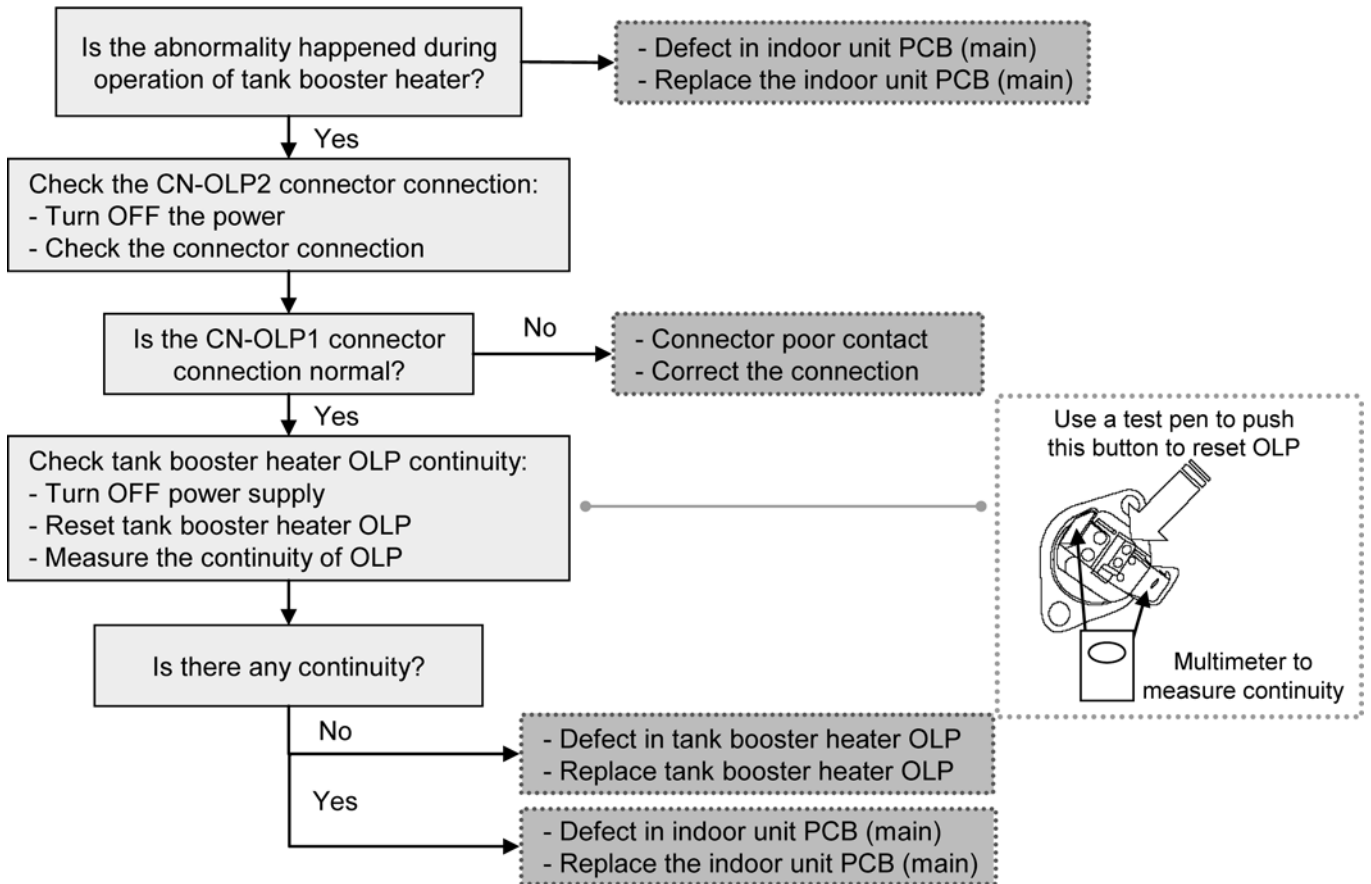 Is the abnormality happened during
operation of tank booster heater?
- Defect in indoor unit PCB (main)
- Replace the indoor unit PCB (main)
Yes
Check the CN-OLP2 connector connection:
- Turn OFF the power
- Check the connector connection
Is the CN-OLP1 connector
connection normal?
No
- Connector poor contact
- Correct the connection
Yes
Check tank booster heater OLP continuity:
- Turn OFF power supply
- Reset tank booster heater OLP
- Measure the continuity of OLP
Use a test pen to push
this button to reset OLP
Multimeter to
measure continuity
Is there any continuity?
No
- Defect in tank booster heater OLP
- Replace tank booster heater OLP
Yes
- Defect in indoor unit PCB (main)
- Replace the indoor unit PCB (main)